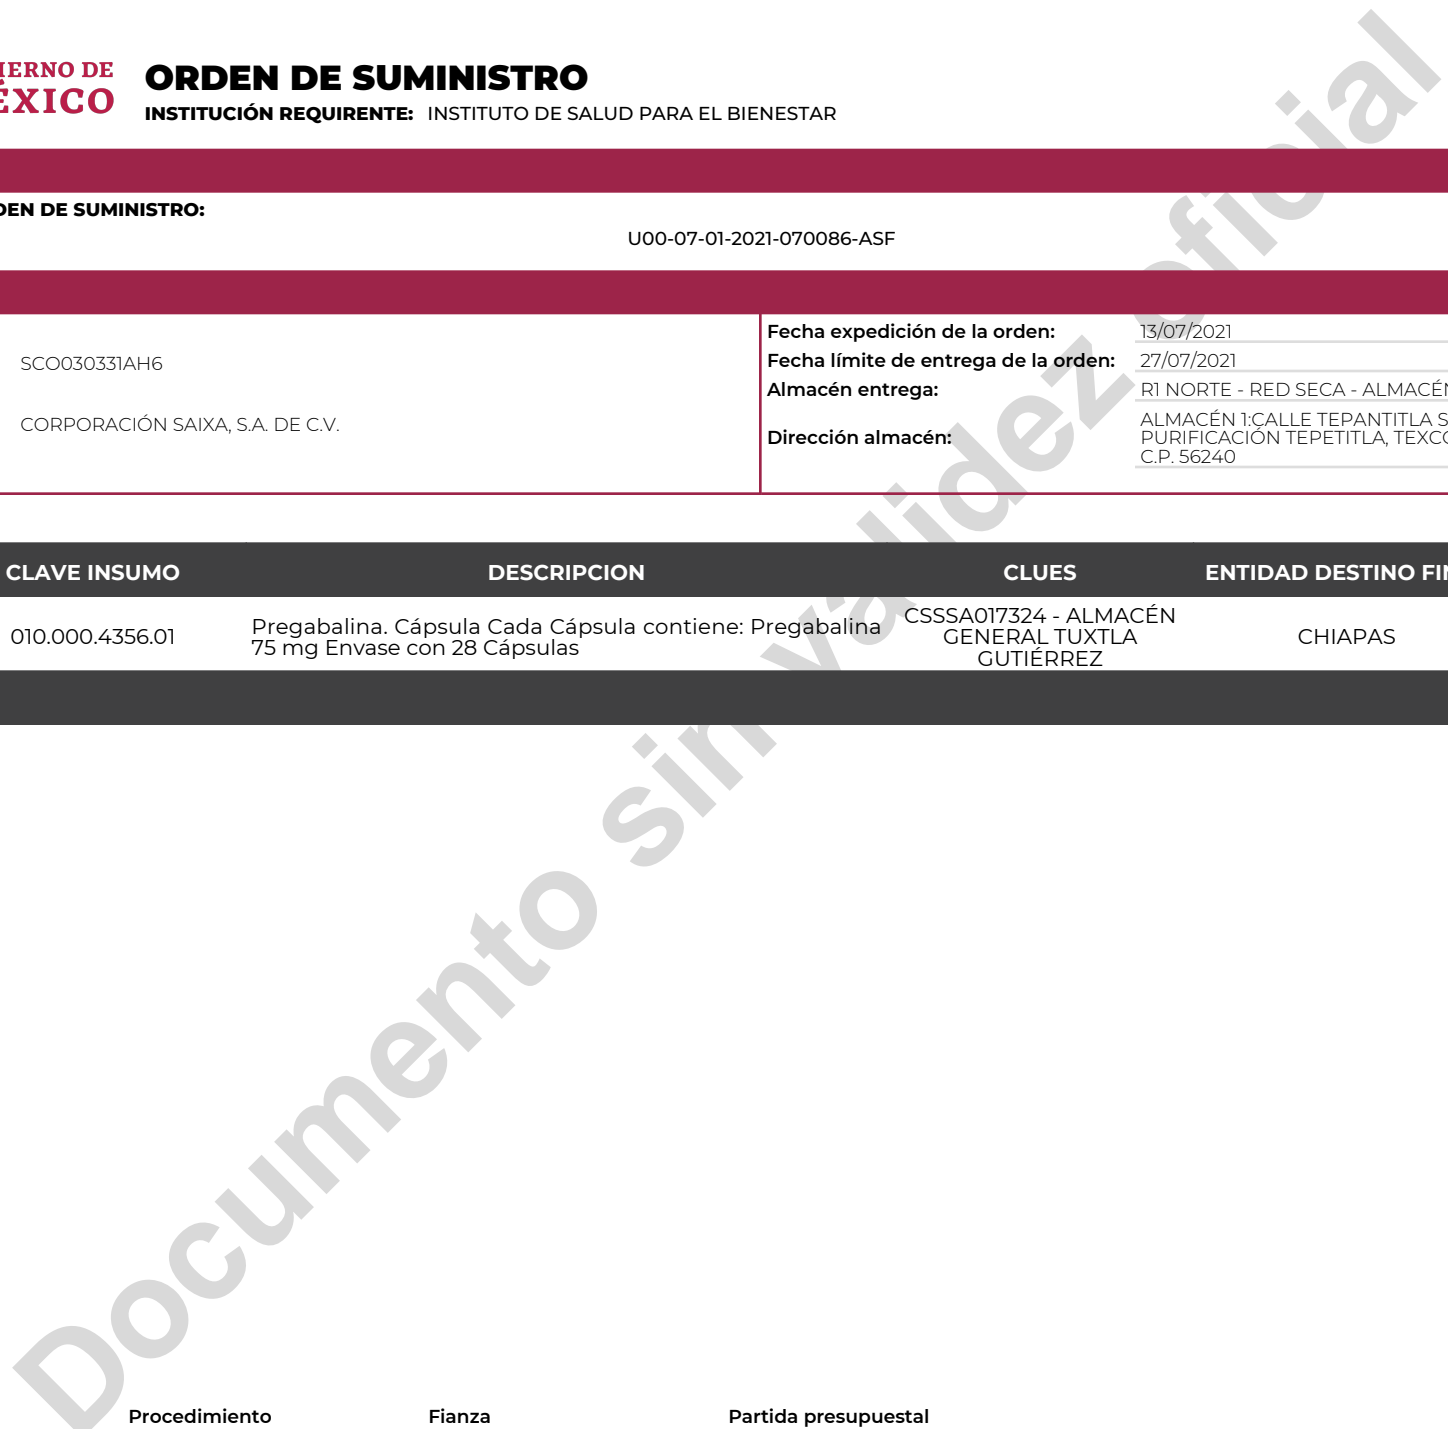 IERNO DE
ÉXICO
ORDEN DE SUMINISTRO
INSTITUCIÓN REQUIRENTE: INSTITUTO DE SALUD PARA EL BIENESTAR
DEN DE SUMINISTRO:
U00-07-01-2021-070086-ASF
SCO030331AH6
CORPORACIÓN SAIXA, S.A. DE C.V.
Fecha expedición de la orden: 13/07/2021
Fecha límite de entrega de la orden: 27/07/2021
Almacén entrega: R1 NORTE - RED SECA - ALMACÉN
Dirección almacén: ALMACÉN 1:CALLE TEPANTITLA S
PURIFICACIÓN TEPETITLA, TEXCO
C.P. 56240
CLAVE INSUMO DESCRIPCION CLUES ENTIDAD DESTINO FIN
010.000.4356.01
Pregabalina. Cápsula Cada Cápsula contiene: Pregabalina
75 mg Envase con 28 Cápsulas
CSSSA017324 - ALMACÉN
GENERAL TUXTLA
GUTIÉRREZ
CHIAPAS
Documento sin validez oficial
Procedimiento Fianza Partida presupuestal